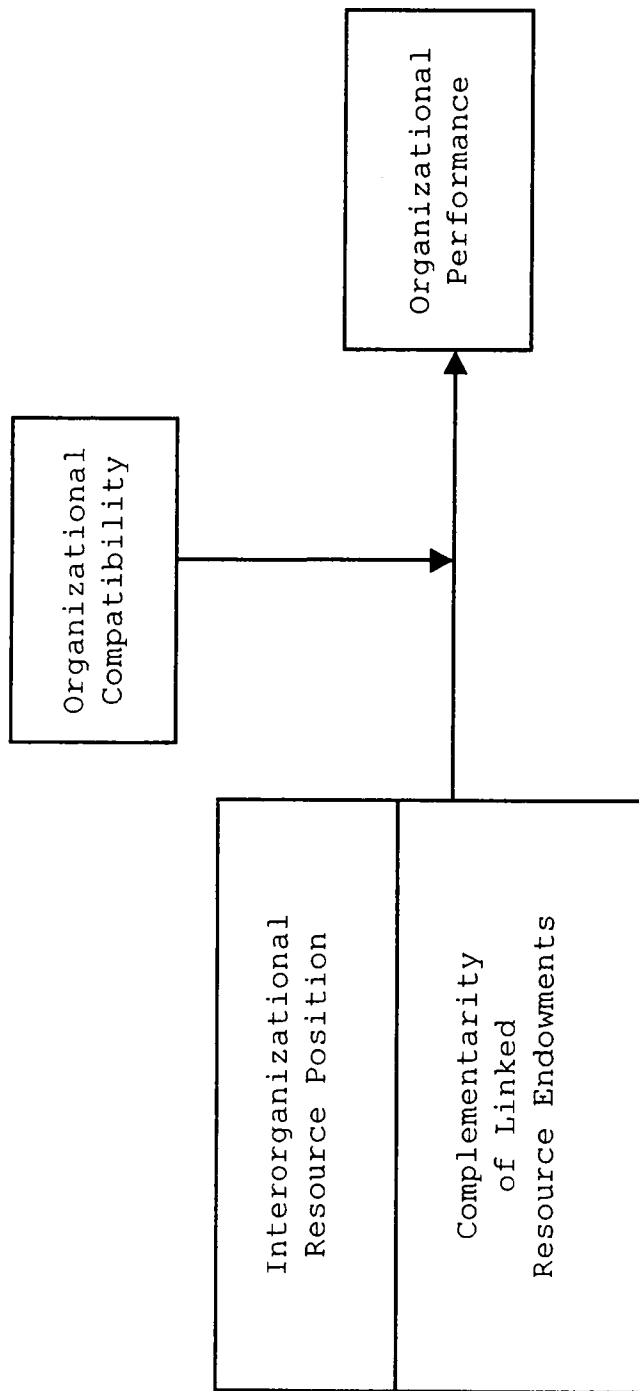 Organizational
Compatibility
Interorganizational
Resource Position
Complementarity
of Linked
Resource Endowments
Organizational
Performance